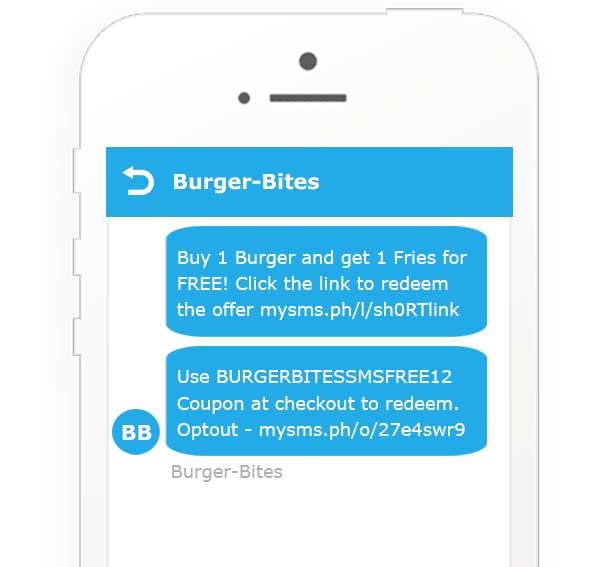 Burger-Bites
Buy 1 Burger and get 1 Fries for
FREE! Click the link to redeem
the offer mysms.ph/l/sh0RTlink
Use BURGERBITESSMSFREE12
Coupon at checkout to redeem.
Optout - mysms.ph/o/27e4swr9
BB
Burger-Bites